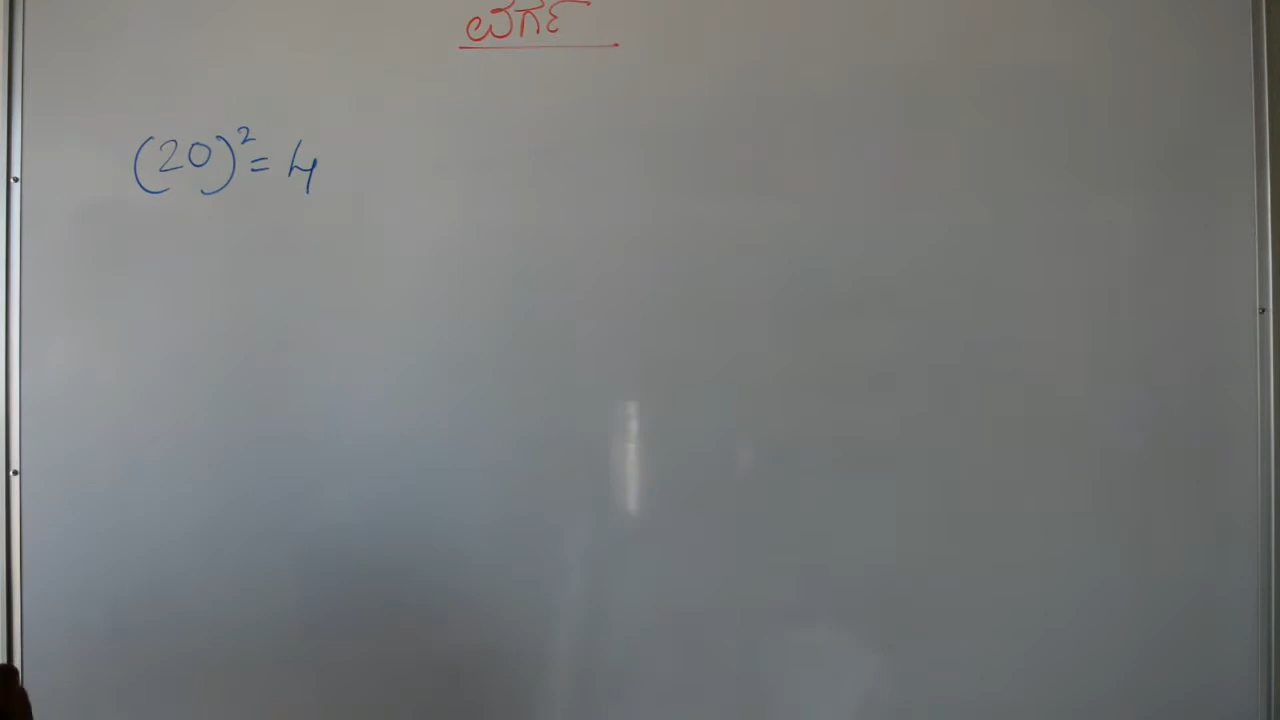 ವರ್ಗ
(20)² = 4